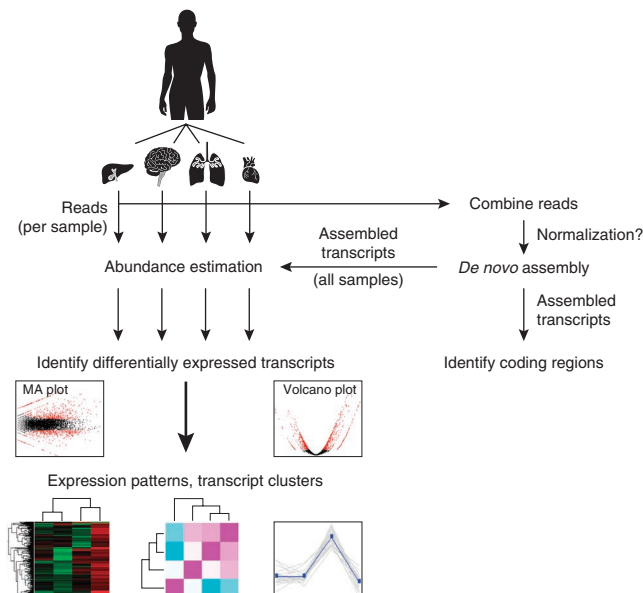 Reads
(per sample)
Combine reads
Normalization?
Assembled
transcripts
(all samples)
Abundance estimation
De novo assembly
Assembled
transcripts
Identify differentially expressed transcripts
Identify coding regions
MA plot
Volcano plot
Expression patterns, transcript clusters